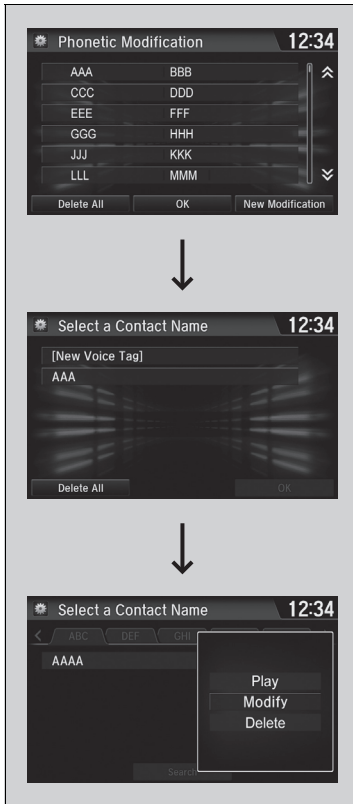 Phonetic Modification 12:34
AAA BBB
CCC DDD
EEE FFF
GGG HHH
JJJ KKK
LLL MMM
Delete All OK New Modification
Select a Contact Name 12:34
[New Voice Tag]
AAA
Delete All OK
Select a Contact Name 12:34
ABC DEF GHI
AAAA
Play
Modify
Delete
Search